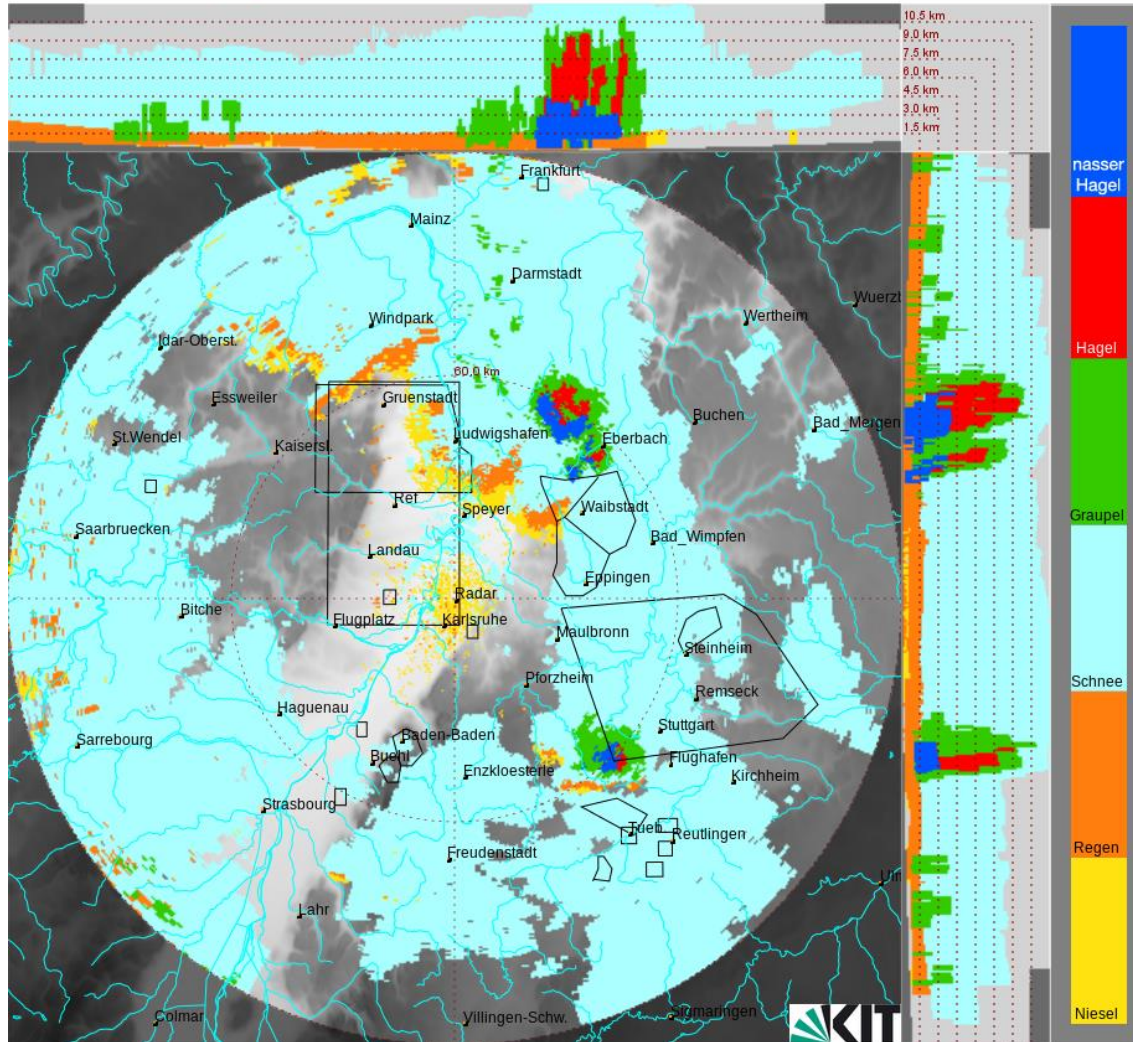 10.5 km
9.0 km
7.5 km
6.0 km
4.5 km
3.0 km
1.5 km
nasser
Hagel
Hagel
Graupel
Schnee
Regen
Niesel
Frankfurt
Mainz
Darmstadt
Wuerzb
Windpark
Wertheim
Idar-Oberst.
60.0 km
Essweiler
Gruenstadt
Buchen
Bad_Mergen
St.Wendel
Kaisersl.
Ludwigshafen
Eberbach
Ref
Speyer
Waibstadt
Saarbruecken
Bad_Wimpfen
Landau
Eppingen
Radar
Bitche
Flugplatz
Karlsruhe
Maulbronn
Steinheim
Pforzheim
Remseck
Haguenau
Stuttgart
Sarrebourg
Baden-Baden
Buehl
Enzkloesterle
Flughafen
Kirchheim
Strasbourg
Tueb
Reutlingen
Freudenstadt
Ulm
Lahr
Colmar
Villingen-Schw.
Sigmaringen
KIT